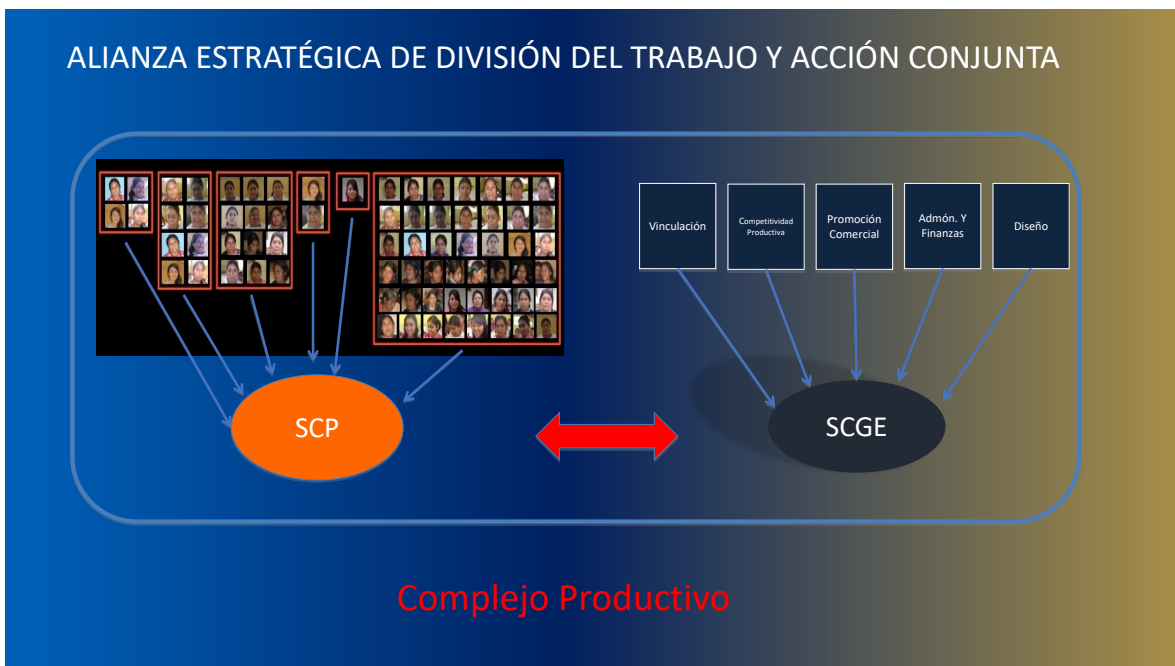 ALIANZA ESTRATÉGICA DE DIVISIÓN DEL TRABAJO Y ACCIÓN CONJUNTA
Vinculación
Competitividad
Productiva
Promoción
Comercial
Admón. Y
Finanzas
Diseño
SCP
SCGE
Complejo Productivo